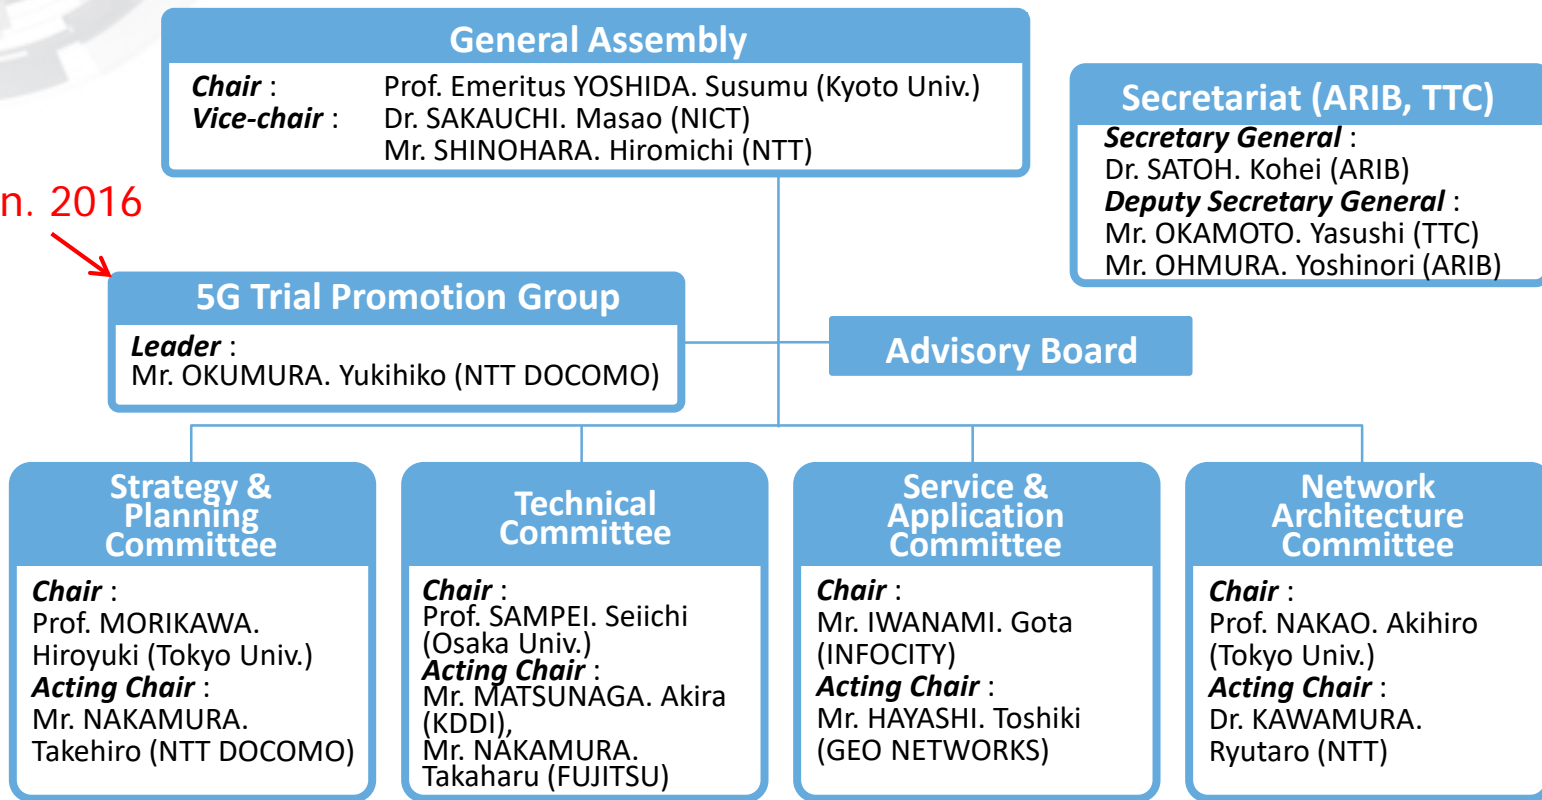 General Assembly
Chair : Prof. Emeritus YOSHIDA. Susumu (Kyoto Univ.)
Vice-chair : Dr. SAKAUCHI. Masao (NICT)
Mr. SHINOHARA. Hiromichi (NTT)
Secretariat (ARIB, TTC)
Secretary General :
Dr. SATOH. Kohei (ARIB)
Deputy Secretary General :
Mr. OKAMOTO. Yasushi (TTC)
Mr. OHMURA. Yoshinori (ARIB)
n. 2016
5G Trial Promotion Group
Leader :
Mr. OKUMURA. Yukihiko (NTT DOCOMO)
Advisory Board
Strategy &
Planning
Committee
Chair :
Prof. MORIKAWA.
Hiroyuki (Tokyo Univ.)
Acting Chair :
Mr. NAKAMURA.
Takehiro (NTT DOCOMO)
Technical
Committee
Chair :
Prof. SAMPEI. Seiichi
(Osaka Univ.)
Acting Chair :
Mr. MATSUNAGA. Akira
(KDDI),
Mr. NAKAMURA.
Takaharu (FUJITSU)
Service &
Application
Committee
Chair :
Mr. IWANAMI. Gota
(INFOCITY)
Acting Chair :
Mr. HAYASHI. Toshiki
(GEO NETWORKS)
Network
Architecture
Committee
Chair :
Prof. NAKAO. Akihiro
(Tokyo Univ.)
Acting Chair :
Dr. KAWAMURA.
Ryutaro (NTT)